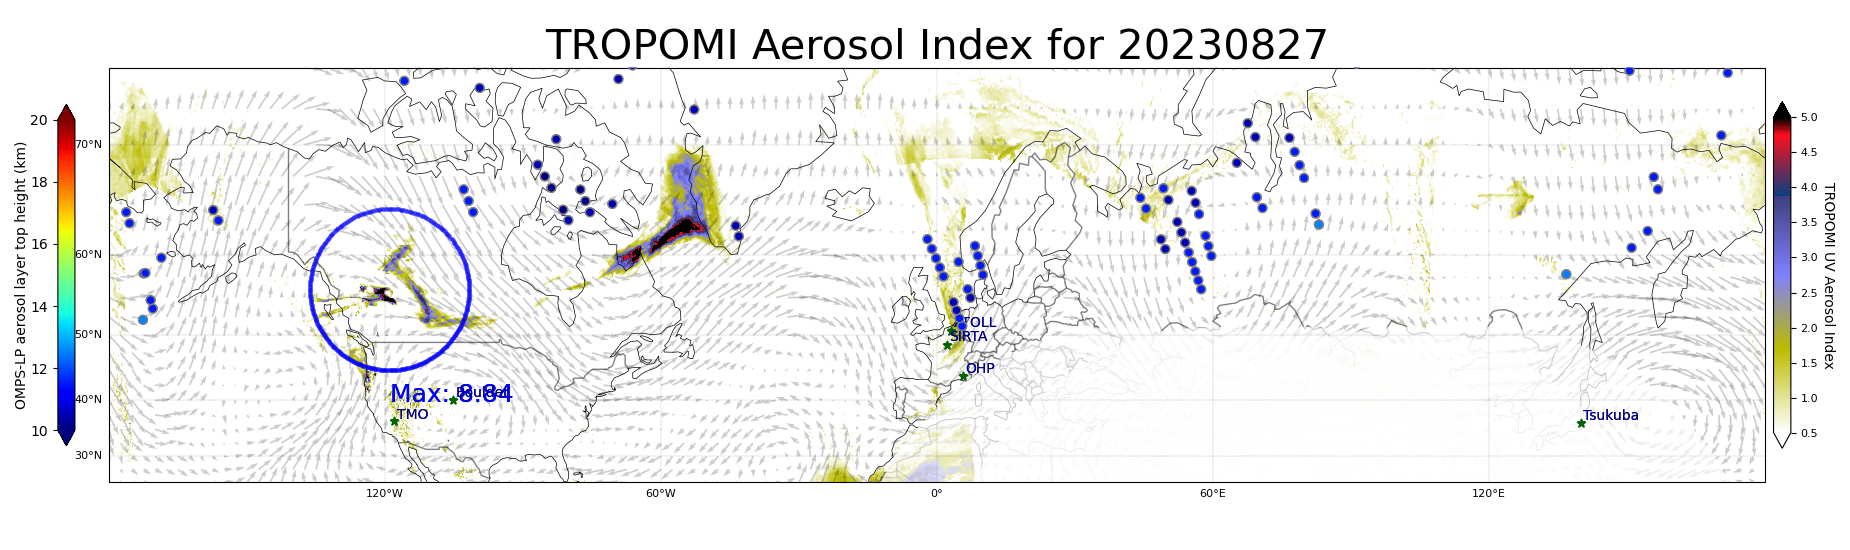 TROPOMI Aerosol Index for 20230827
OMPS-LP aerosol layer top height (km)
20
18
16
14
12
10
70°N
60°N
50°N
40°N
30°N
120°W
60°W
0°
60°E
120°E
Max: 8.84
Boulder
TMO
TOLL
SIRTA
OHP
Tsukuba
5.0
4.5
4.0
3.5
3.0
2.5
2.0
1.5
1.0
0.5
TROPOMI UV Aerosol Index